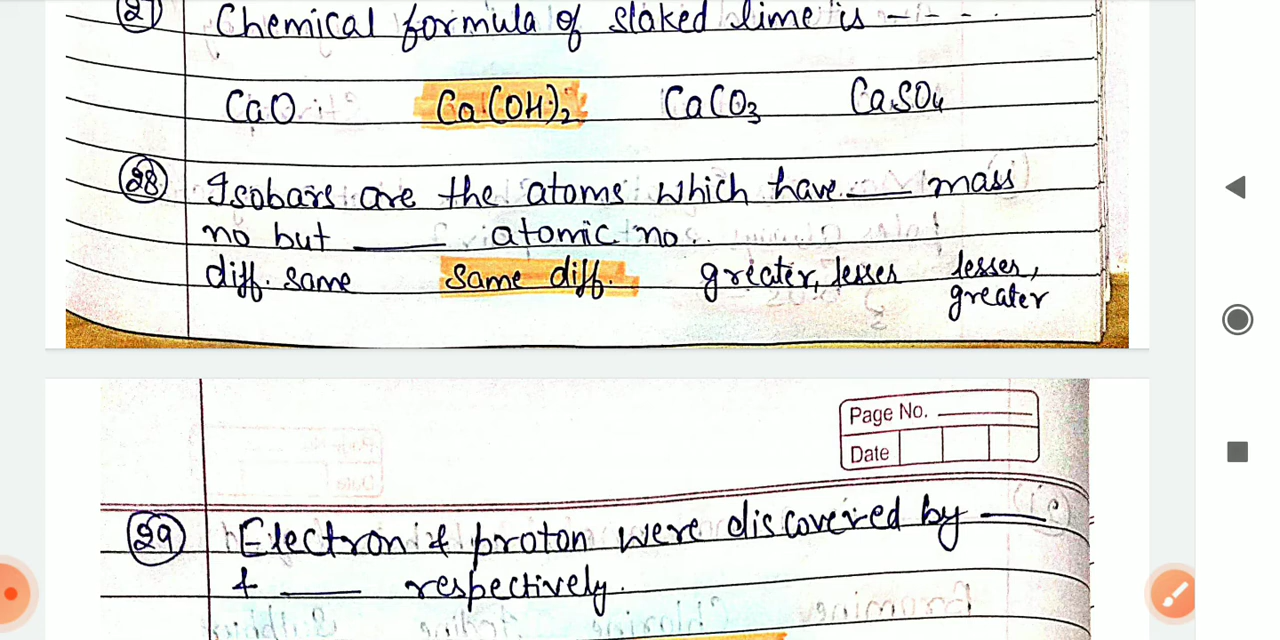 27 Chemical formula of slaked lime is - - - .
CaO Ca(OH)2 CaCO3 CaSO4
28 Isobars are the atoms which have ___ mass
no but ___ atomic no.
diff. same same diff. greater, lesser lesser,
greater
Page No.
Date
29 Electron & proton were discovered by ___
& ___ respectively.